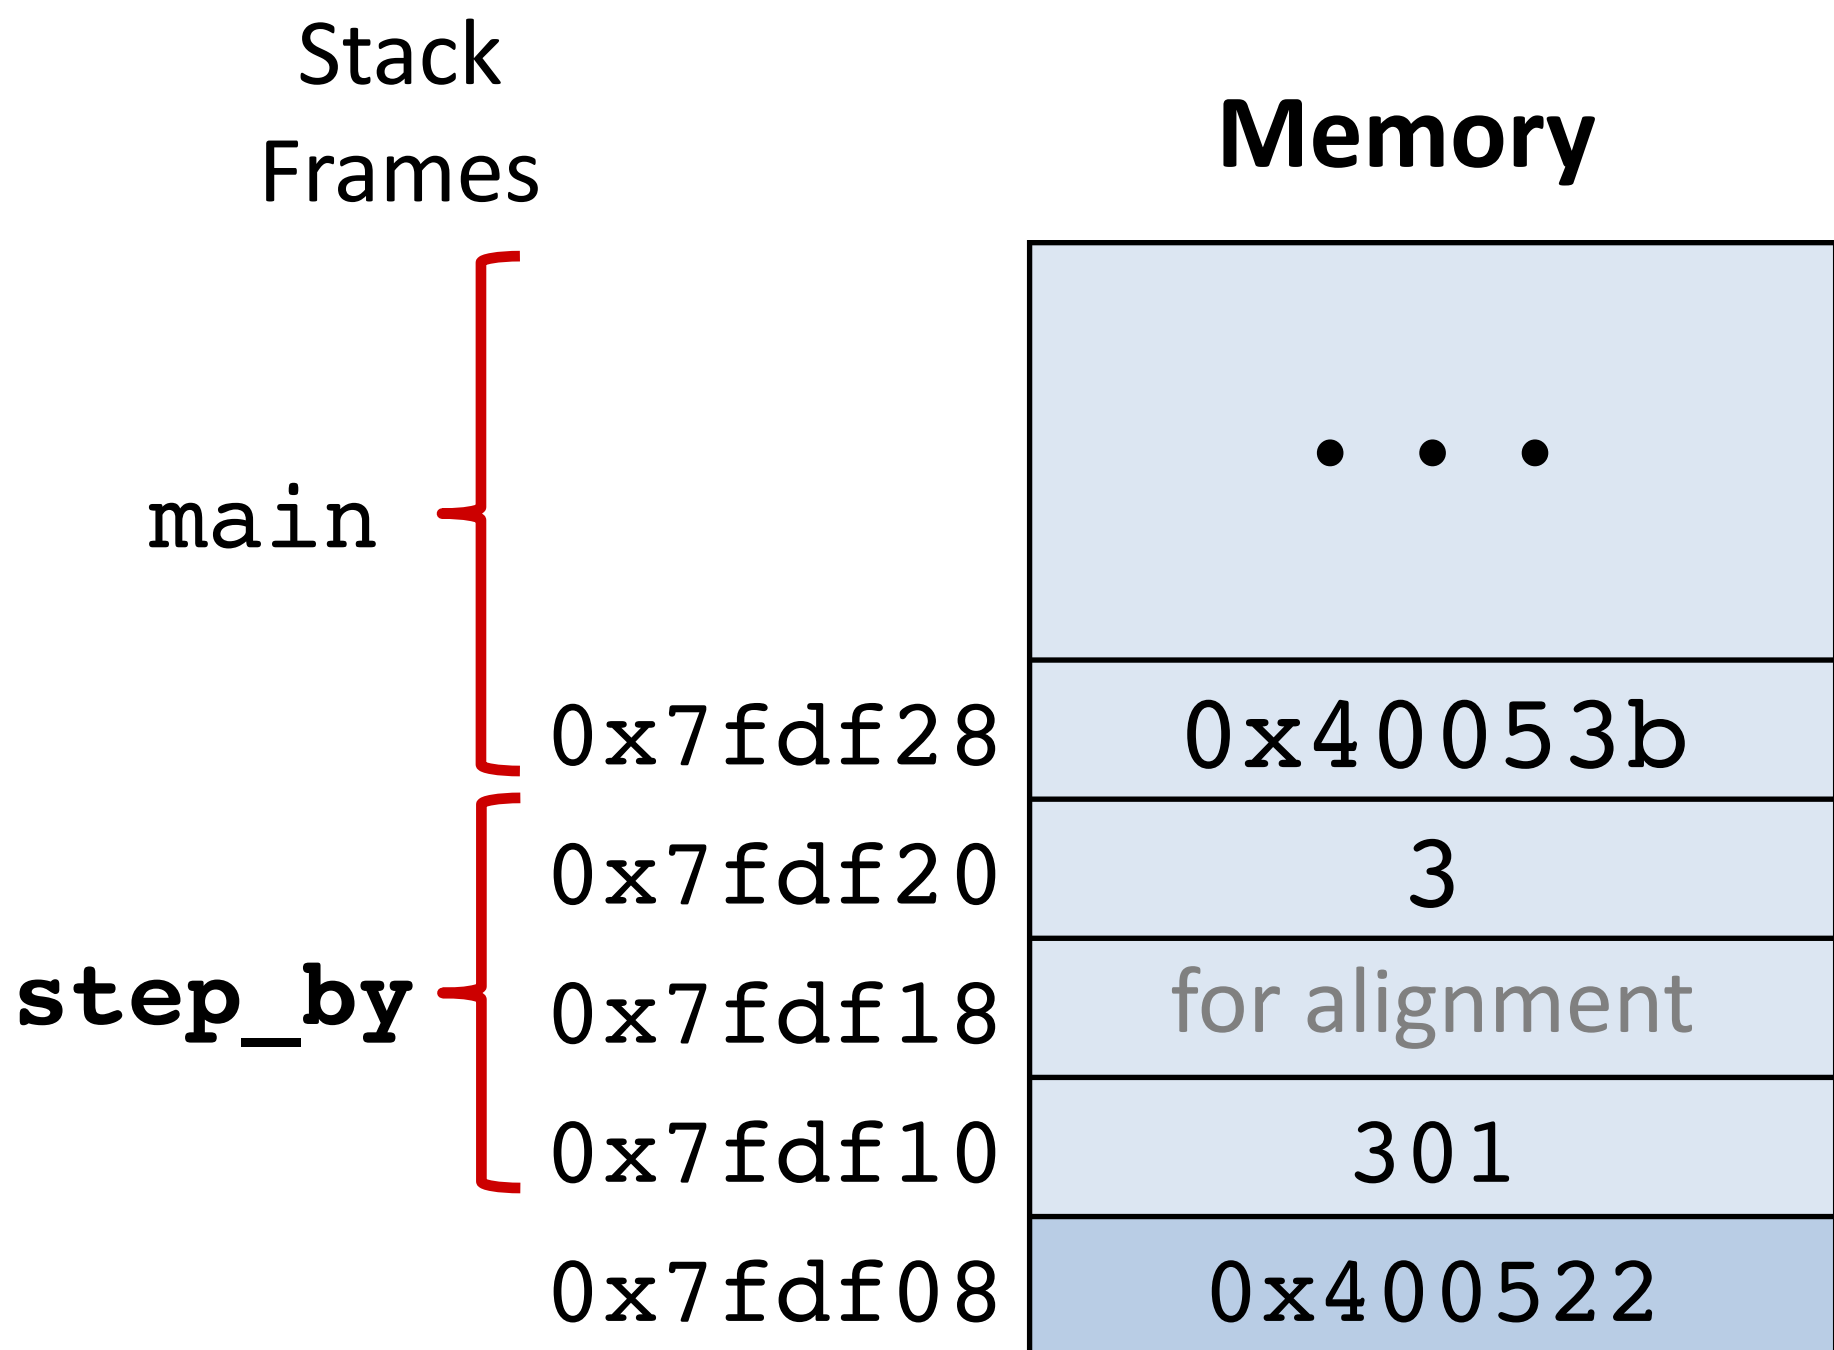 Stack
Frames
Memory
. . .
main
0x7fdf28 0x40053b
0x7fdf20 3
step_by
0x7fdf18 for alignment
0x7fdf10 301
0x7fdf08 0x400522